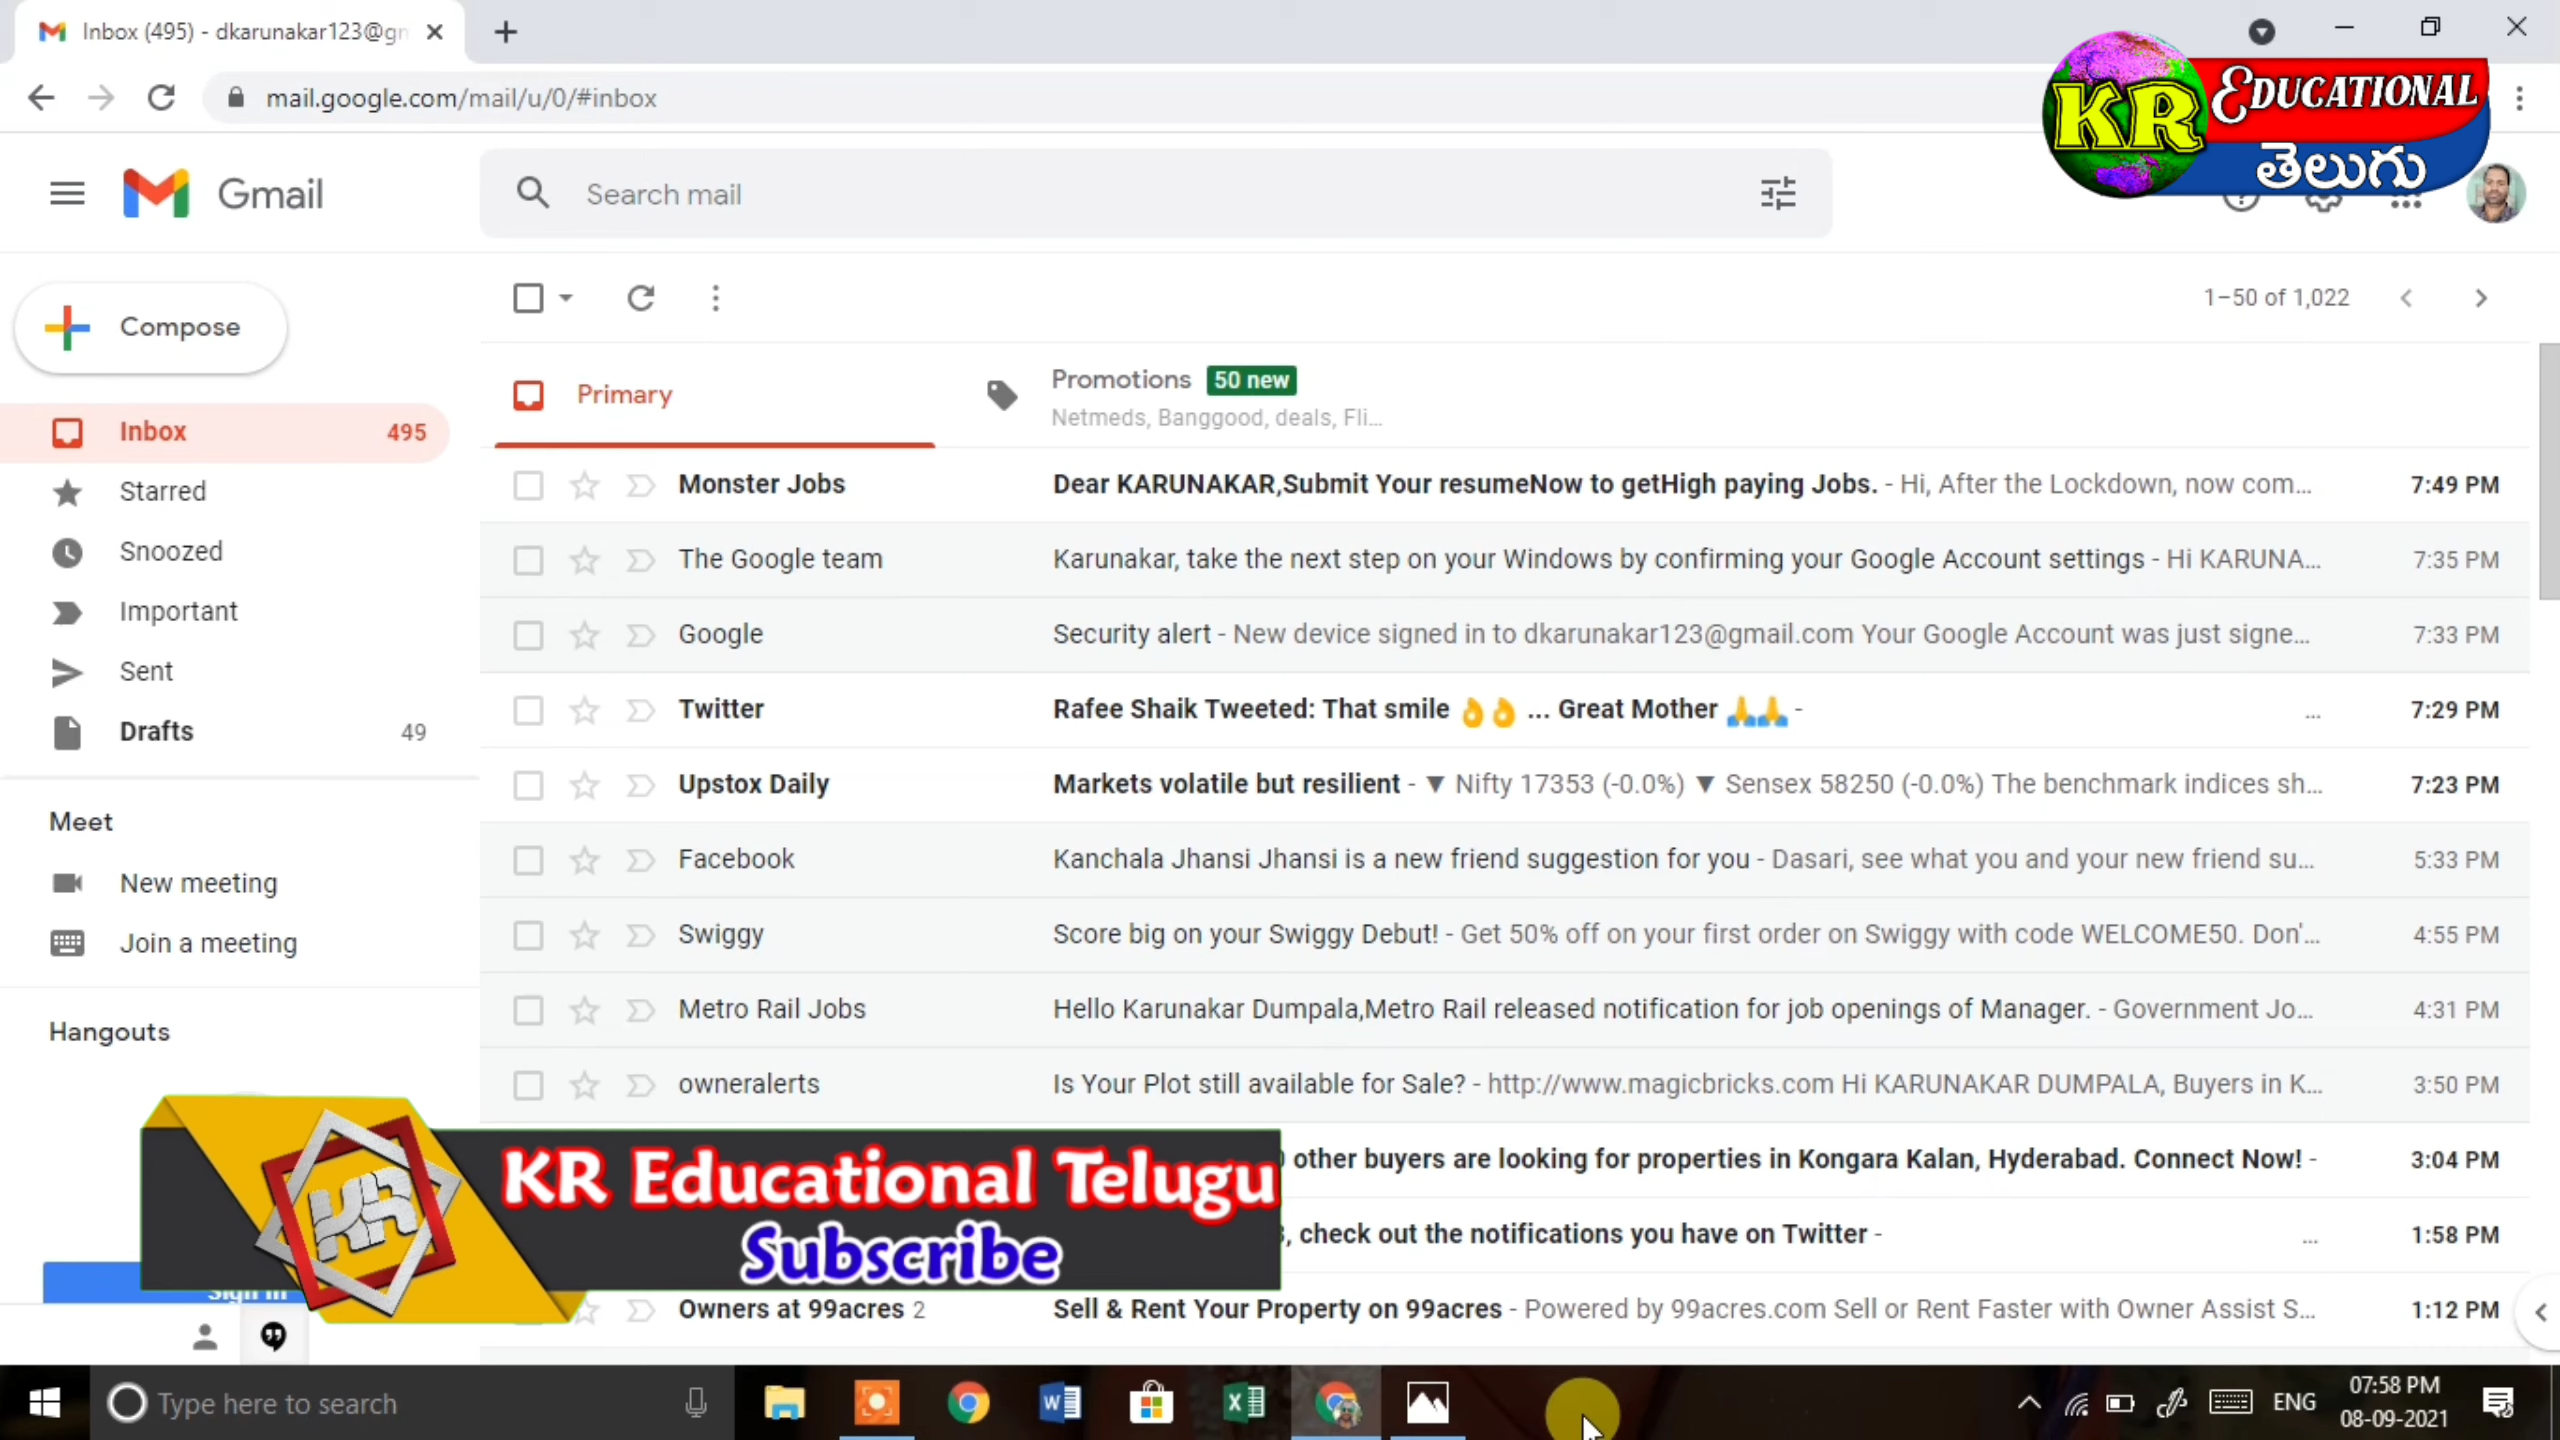 Inbox (495) - dkarunakar123@gm
mail.google.com/mail/u/0/#inbox
KR EDUCATIONAL
తెలుగు
Gmail
Search mail
Compose
1–50 of 1,022
Inbox 495
Starred
Snoozed
Important
Sent
Drafts 49
Meet
New meeting
Join a meeting
Hangouts
Primary
Promotions 50 new
Netmeds, Banggood, deals, Fli...
Monster Jobs Dear KARUNAKAR,Submit Your resumeNow to getHigh paying Jobs. - Hi, After the Lockdown, now com... 7:49 PM
The Google team Karunakar, take the next step on your Windows by confirming your Google Account settings - Hi KARUNA... 7:35 PM
Google Security alert - New device signed in to dkarunakar123@gmail.com Your Google Account was just signe... 7:33 PM
Twitter Rafee Shaik Tweeted: That smile 👌👌 ... Great Mother 🙏🙏 - ... 7:29 PM
Upstox Daily Markets volatile but resilient - ▼ Nifty 17353 (-0.0%) ▼ Sensex 58250 (-0.0%) The benchmark indices sh... 7:23 PM
Facebook Kanchala Jhansi Jhansi is a new friend suggestion for you - Dasari, see what you and your new friend su... 5:33 PM
Swiggy Score big on your Swiggy Debut! - Get 50% off on your first order on Swiggy with code WELCOME50. Don'... 4:55 PM
Metro Rail Jobs Hello Karunakar Dumpala,Metro Rail released notification for job openings of Manager. - Government Jo... 4:31 PM
owneralerts Is Your Plot still available for Sale? - http://www.magicbricks.com Hi KARUNAKAR DUMPALA, Buyers in K... 3:50 PM
other buyers are looking for properties in Kongara Kalan, Hyderabad. Connect Now! - 3:04 PM
, check out the notifications you have on Twitter - ... 1:58 PM
Owners at 99acres 2 Sell & Rent Your Property on 99acres - Powered by 99acres.com Sell or Rent Faster with Owner Assist S... 1:12 PM
KR
KR Educational Telugu
Subscribe
Sign in
Type here to search
ENG
07:58 PM
08-09-2021